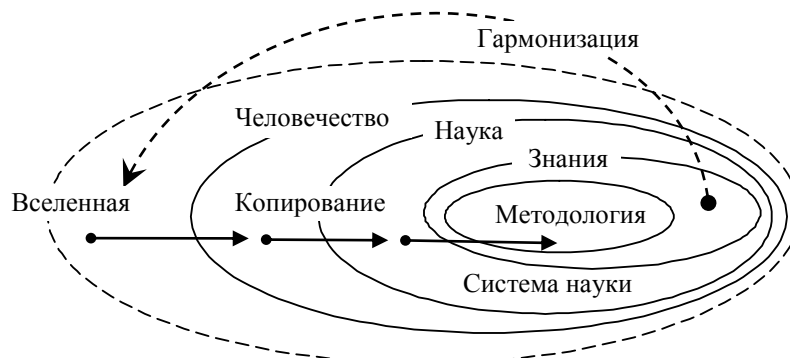 Гармонизация
Человечество
Наука
Знания
Вселенная
Копирование
Методология
Система науки